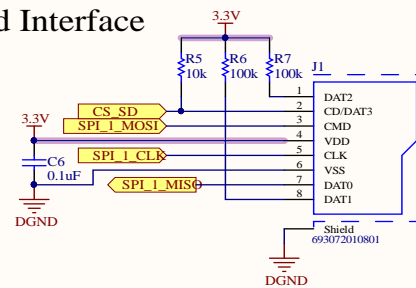 d Interface
3.3V
R5
10k
R6
100k
R7
100k
J1
CS_SD
SPI_1_MOSI
3.3V
SPI_1_CLK
C6
0.1uF
SPI_1_MISO
DGND
1 DAT2
2 CD/DAT3
3 CMD
4 VDD
5 CLK
6 VSS
7 DAT0
8 DAT1
Shield
693072010801
DGND